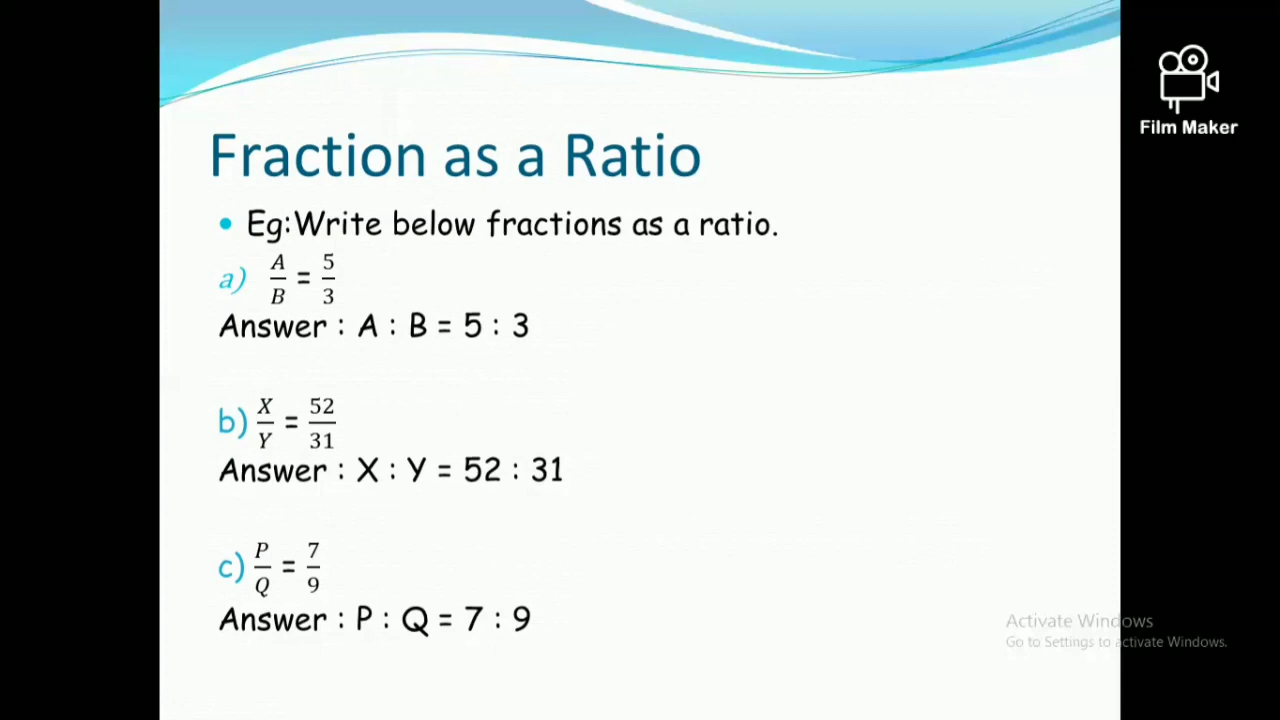 Film Maker
Fraction as a Ratio
• Eg:Write below fractions as a ratio.
a) A/B = 5/3
Answer : A : B = 5 : 3
b) X/Y = 52/31
Answer : X : Y = 52 : 31
c) P/Q = 7/9
Answer : P : Q = 7 : 9
Activate Windows
Go to Settings to activate Windows.